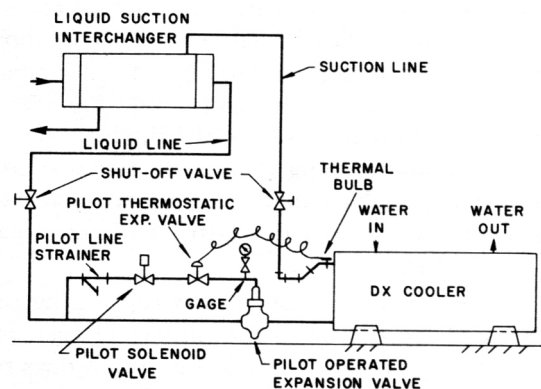 LIQUID SUCTION
INTERCHANGER
SUCTION LINE
LIQUID LINE
SHUT-OFF VALVE
THERMAL
BULB
PILOT THERMOSTATIC
EXP. VALVE
WATER
IN
WATER
OUT
PILOT LINE
STRAINER
GAGE
DX COOLER
PILOT SOLENOID
VALVE
PILOT OPERATED
EXPANSION VALVE